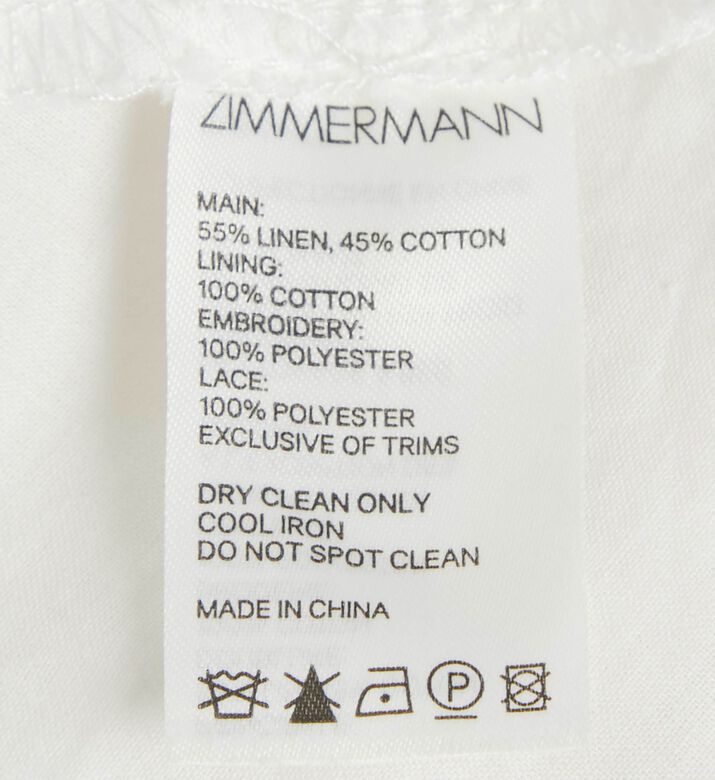 ZIMMERMANN
MAIN:
55% LINEN, 45% COTTON
LINING:
100% COTTON
EMBROIDERY:
100% POLYESTER
LACE:
100% POLYESTER
EXCLUSIVE OF TRIMS
DRY CLEAN ONLY
COOL IRON
DO NOT SPOT CLEAN
MADE IN CHINA
P